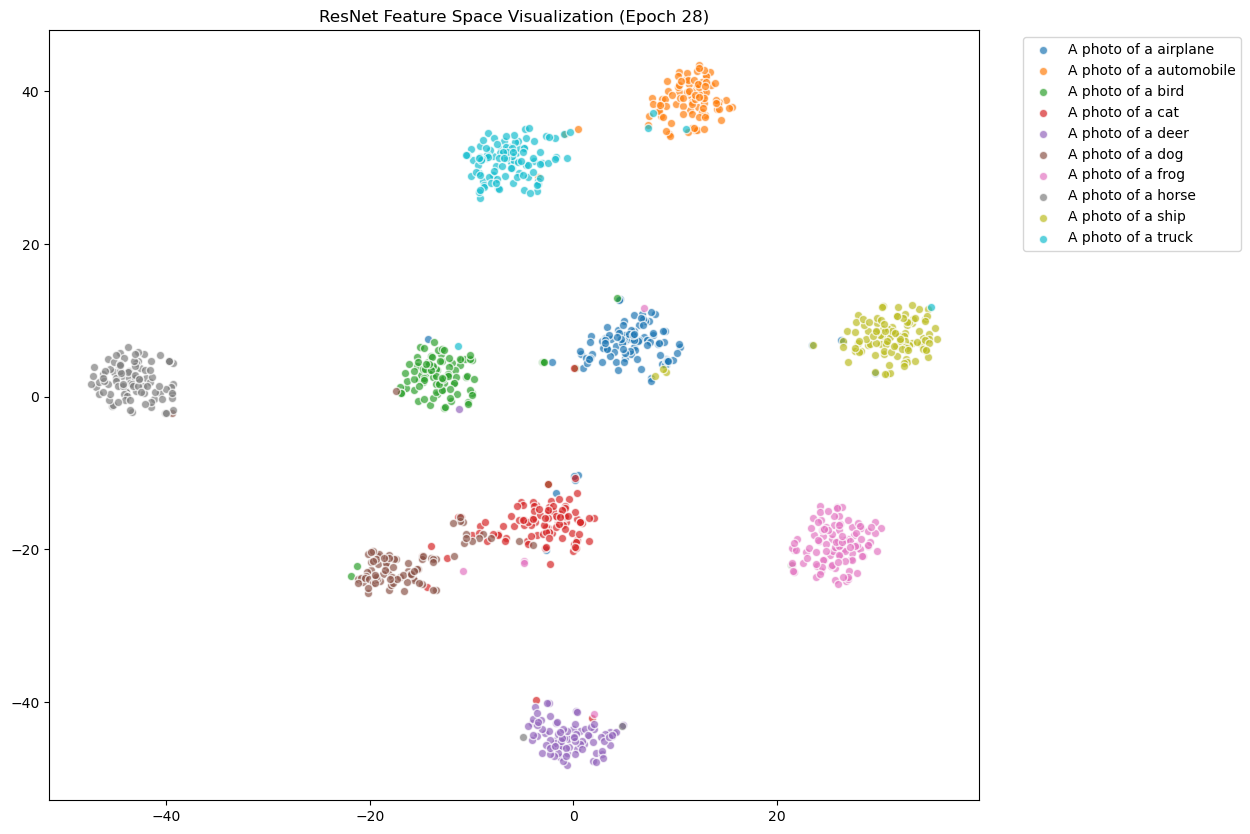 ResNet Feature Space Visualization (Epoch 28)
A photo of a airplane
A photo of a automobile
A photo of a bird
A photo of a cat
A photo of a deer
A photo of a dog
A photo of a frog
A photo of a horse
A photo of a ship
A photo of a truck
40
20
0
−20
−40
−40 −20 0 20